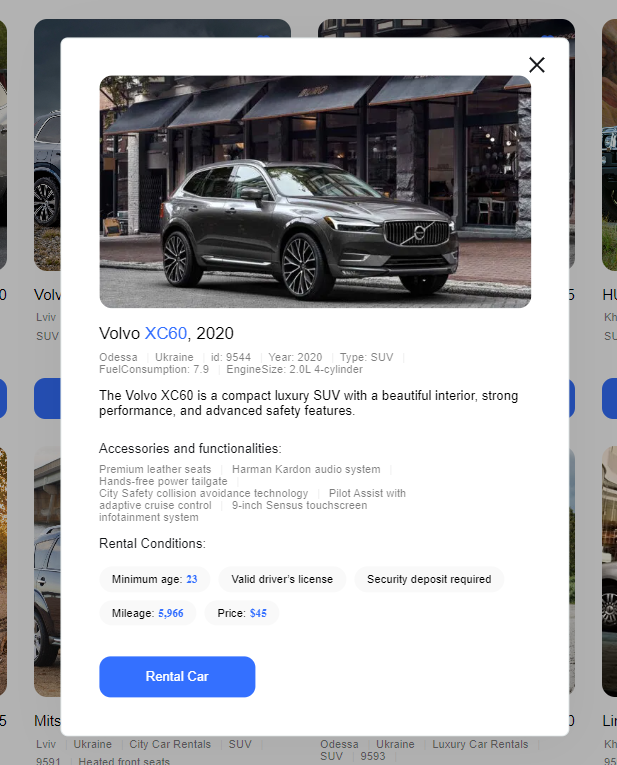 Volvo XC60, 2020
Odessa Ukraine id: 9544 Year: 2020 Type: SUV
FuelConsumption: 7.9 EngineSize: 2.0L 4-cylinder
The Volvo XC60 is a compact luxury SUV with a beautiful interior, strong
performance, and advanced safety features.
Accessories and functionalities:
Premium leather seats Harman Kardon audio system
Hands-free power tailgate
City Safety collision avoidance technology Pilot Assist with
adaptive cruise control 9-inch Sensus touchscreen
infotainment system
Rental Conditions:
Minimum age: 23 Valid driver's license Security deposit required
Mileage: 5,966 Price: $45
Rental Car
0
Volv
5
HU
Lviv
Kh
SUV
SU
5
Mits
0
Lin
Lviv Ukraine City Car Rentals SUV
9591 Heated front seats
Odessa Ukraine Luxury Car Rentals
SUV 9593
Kh